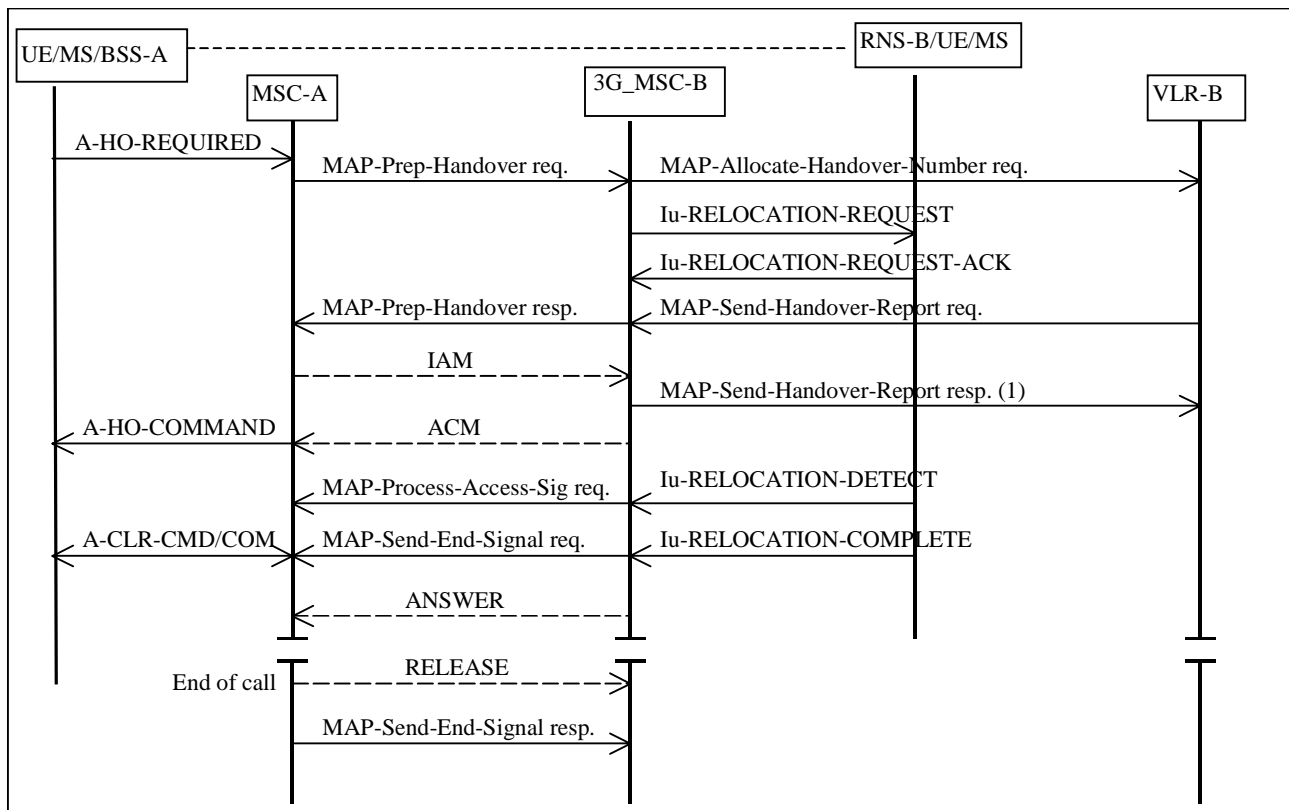 UE/MS/BSS-A
RNS-B/UE/MS
MSC-A
3G_MSC-B
VLR-B
A-HO-REQUIRED
MAP-Prep-Handover req.
MAP-Allocate-Handover-Number req.
Iu-RELOCATION-REQUEST
Iu-RELOCATION-REQUEST-ACK
MAP-Prep-Handover resp.
MAP-Send-Handover-Report req.
IAM
MAP-Send-Handover-Report resp. (1)
A-HO-COMMAND
ACM
MAP-Process-Access-Sig req.
Iu-RELOCATION-DETECT
A-CLR-CMD/COM
MAP-Send-End-Signal req.
Iu-RELOCATION-COMPLETE
ANSWER
End of call
RELEASE
MAP-Send-End-Signal resp.